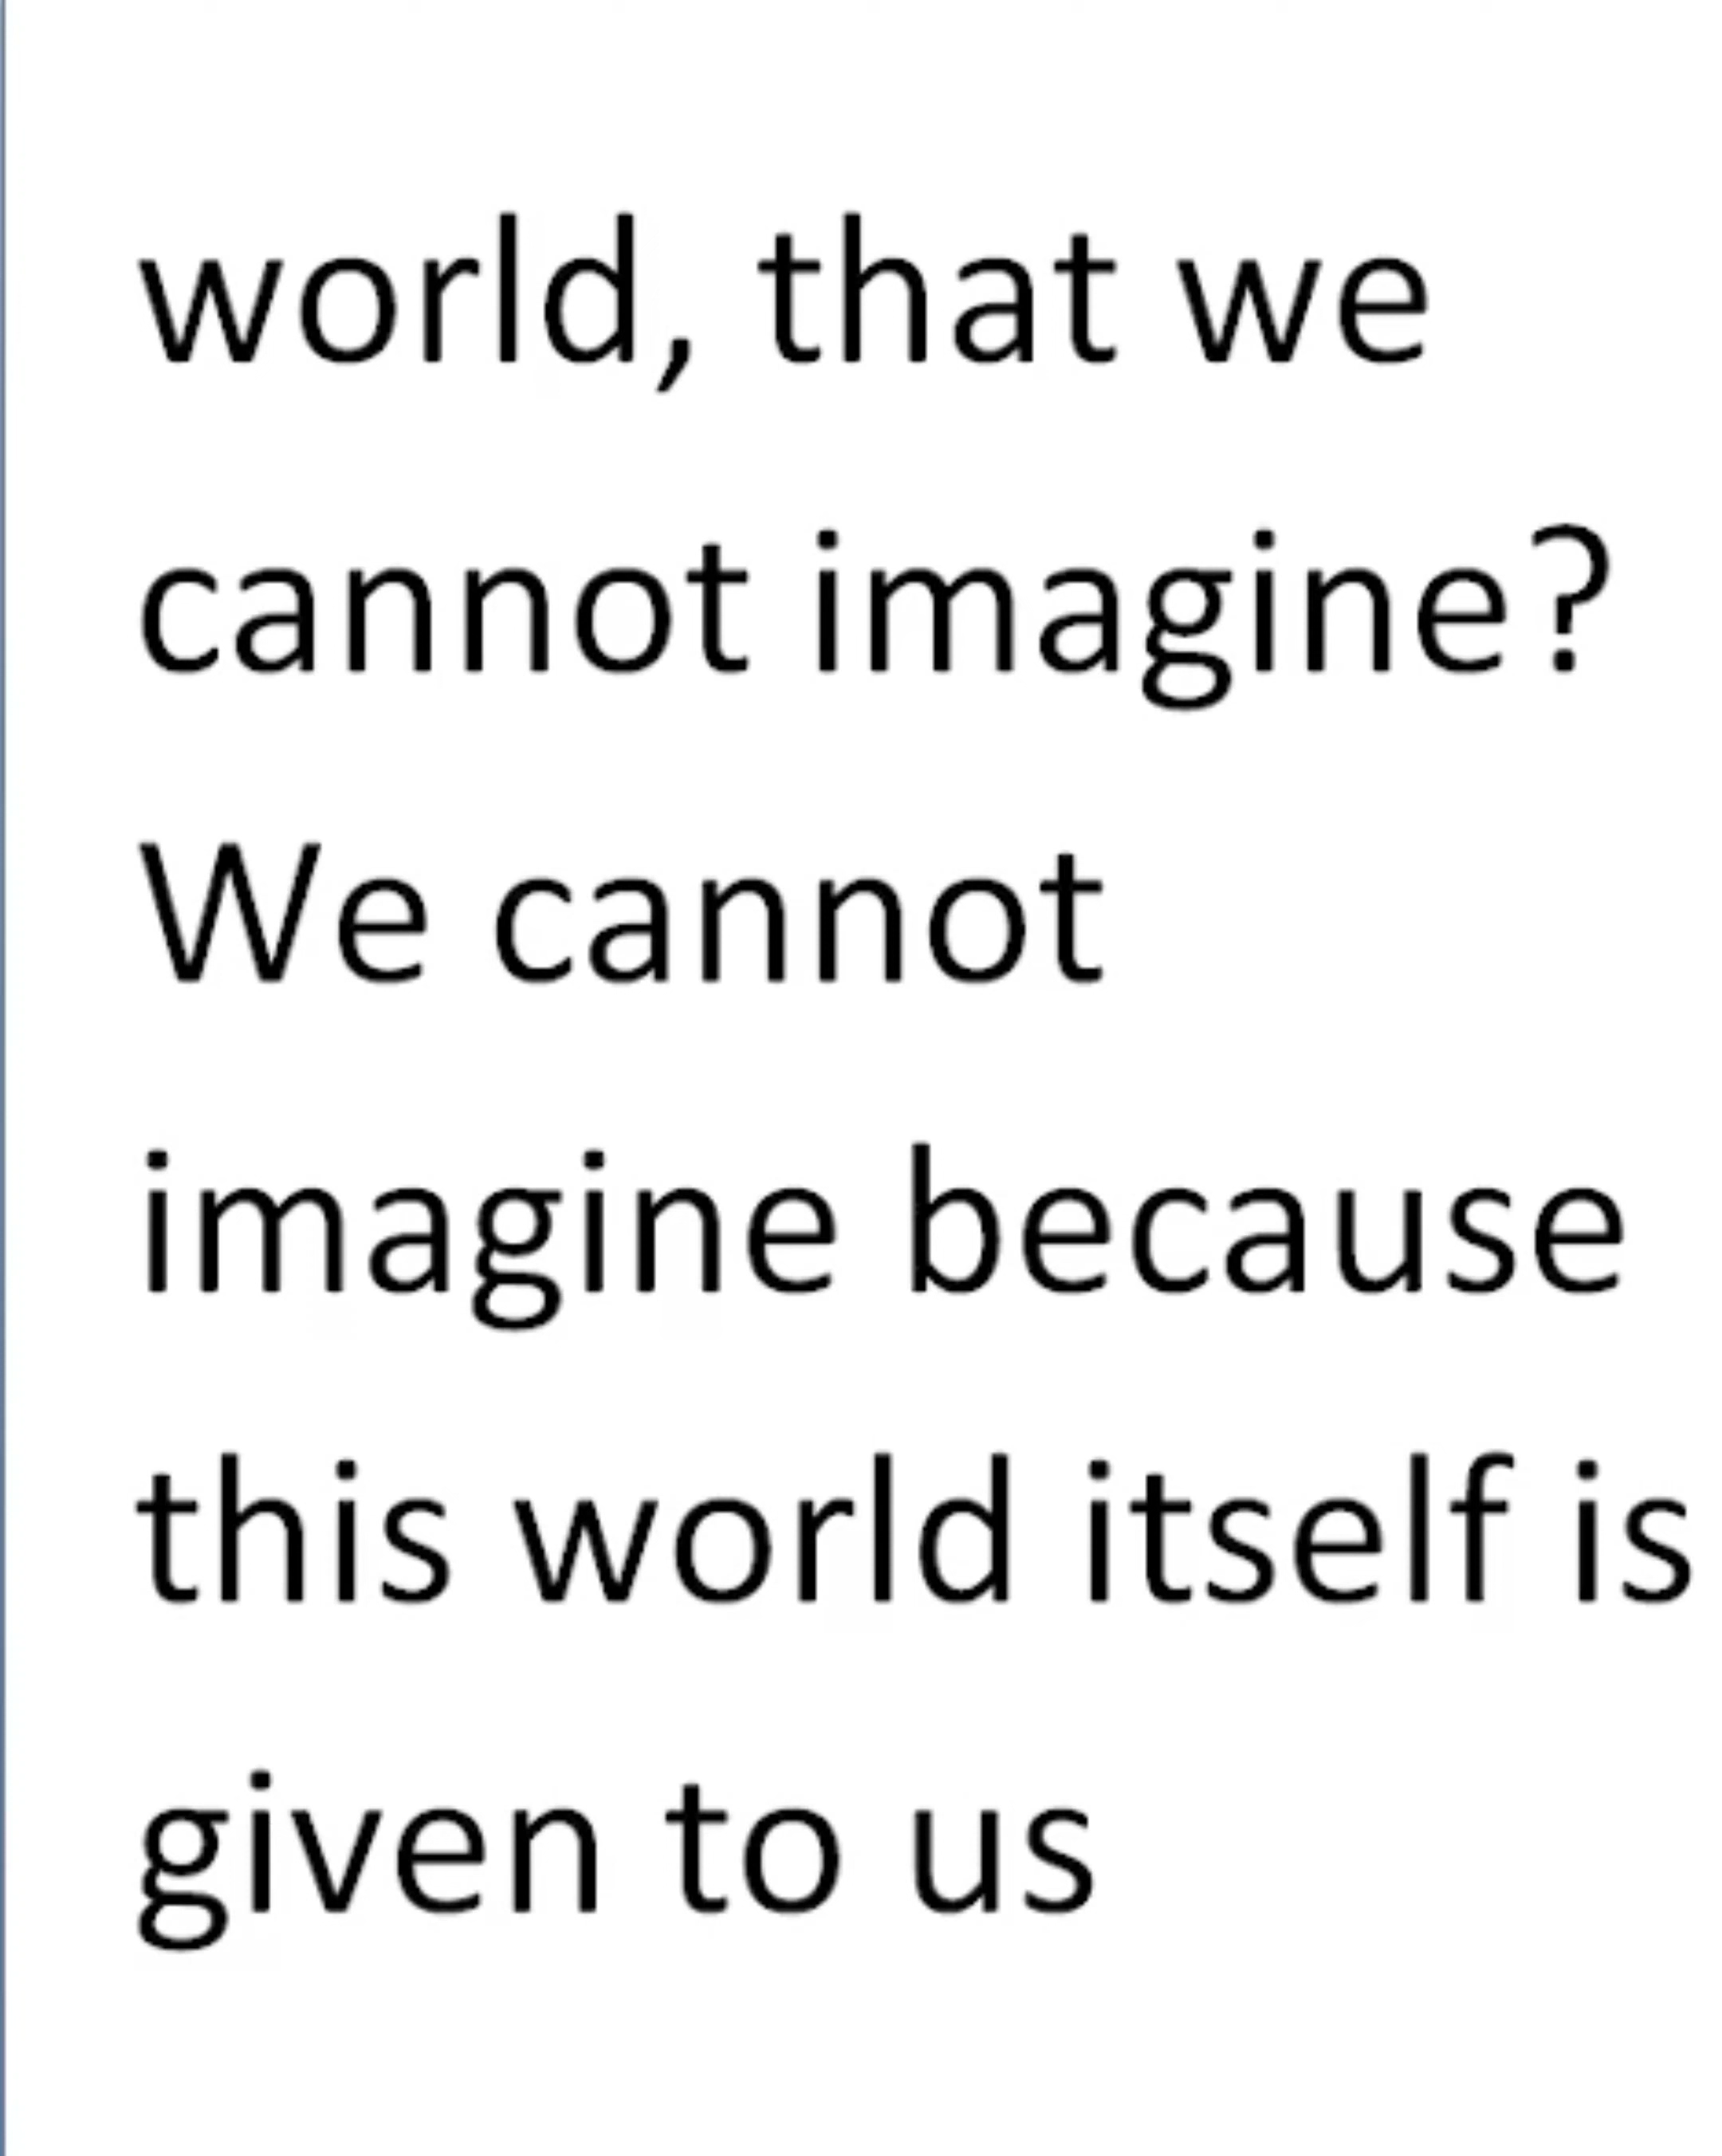 world, that we
cannot imagine?
We cannot
imagine because
this world itself is
given to us